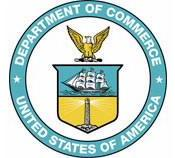 DEPARTMENT OF COMMERCE
UNITED STATES OF AMERICA